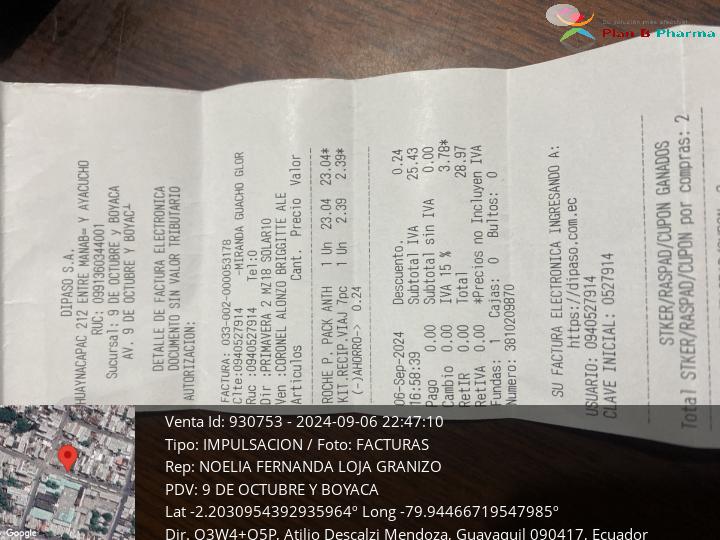 Su solución más efectiva!
Plan B Pharma
DIPASO S.A.
HUAYNACAPAC 212 ENTRE MANAB= Y AYACUCHO
RUC: 0991360344001
Sucursal: 9 DE OCTUBRE y BOYACA
AV. 9 DE OCTUBRE Y BOYAC┴
DETALLE DE FACTURA ELECTRONICA
DOCUMENTO SIN VALOR TRIBUTARIO
AUTORIZACION:
FACTURA: 033-002-000053178
Clte:0940527914 -MIRANDA GUACHO GLOR
Ruc :0940527914 Tel:0
Dir :PRIMAVERA 2 MZ18 SOLAR10
Ven :CORONEL ALONZO BRIGGITTE ALE
Articulos Cant. Precio Valor
ROCHE P. PACK ANTH 1 Un 23.04 23.04*
KIT.RECIP.VIAJ 7pc 1 Un 2.39 2.39*
(-)AHORRO-> 0.24
06-Sep-2024 Descuento. 0.24
16:58:39 Subtotal IVA 25.43
Pago 0.00 Subtotal sin IVA 0.00
Cambio 0.00 IVA 15 % 3.78*
RetIR 0.00 Total 28.97
RetIVA 0.00 *Precios no Incluyen IVA
Fundas: 1 Cajas: 0 Bultos: 0
Numero: 3810209870
SU FACTURA ELECTRONICA INGRESANDO A:
https://dipaso.com.ec
USUARIO: 0940527914
CLAVE INICIAL: 0527914
STKER/RASPAD/CUPON GANADOS
Total STKER/RASPAD/CUPON por compras: 2
Google
Venta Id: 930753 - 2024-09-06 22:47:10
Tipo: IMPULSACION / Foto: FACTURAS
Rep: NOELIA FERNANDA LOJA GRANIZO
PDV: 9 DE OCTUBRE Y BOYACA
Lat -2.2030954392935964° Long -79.94466719547985°
Dir. Q3W4+Q5P, Atilio Descalzi Mendoza, Guayaquil 090417, Ecuador